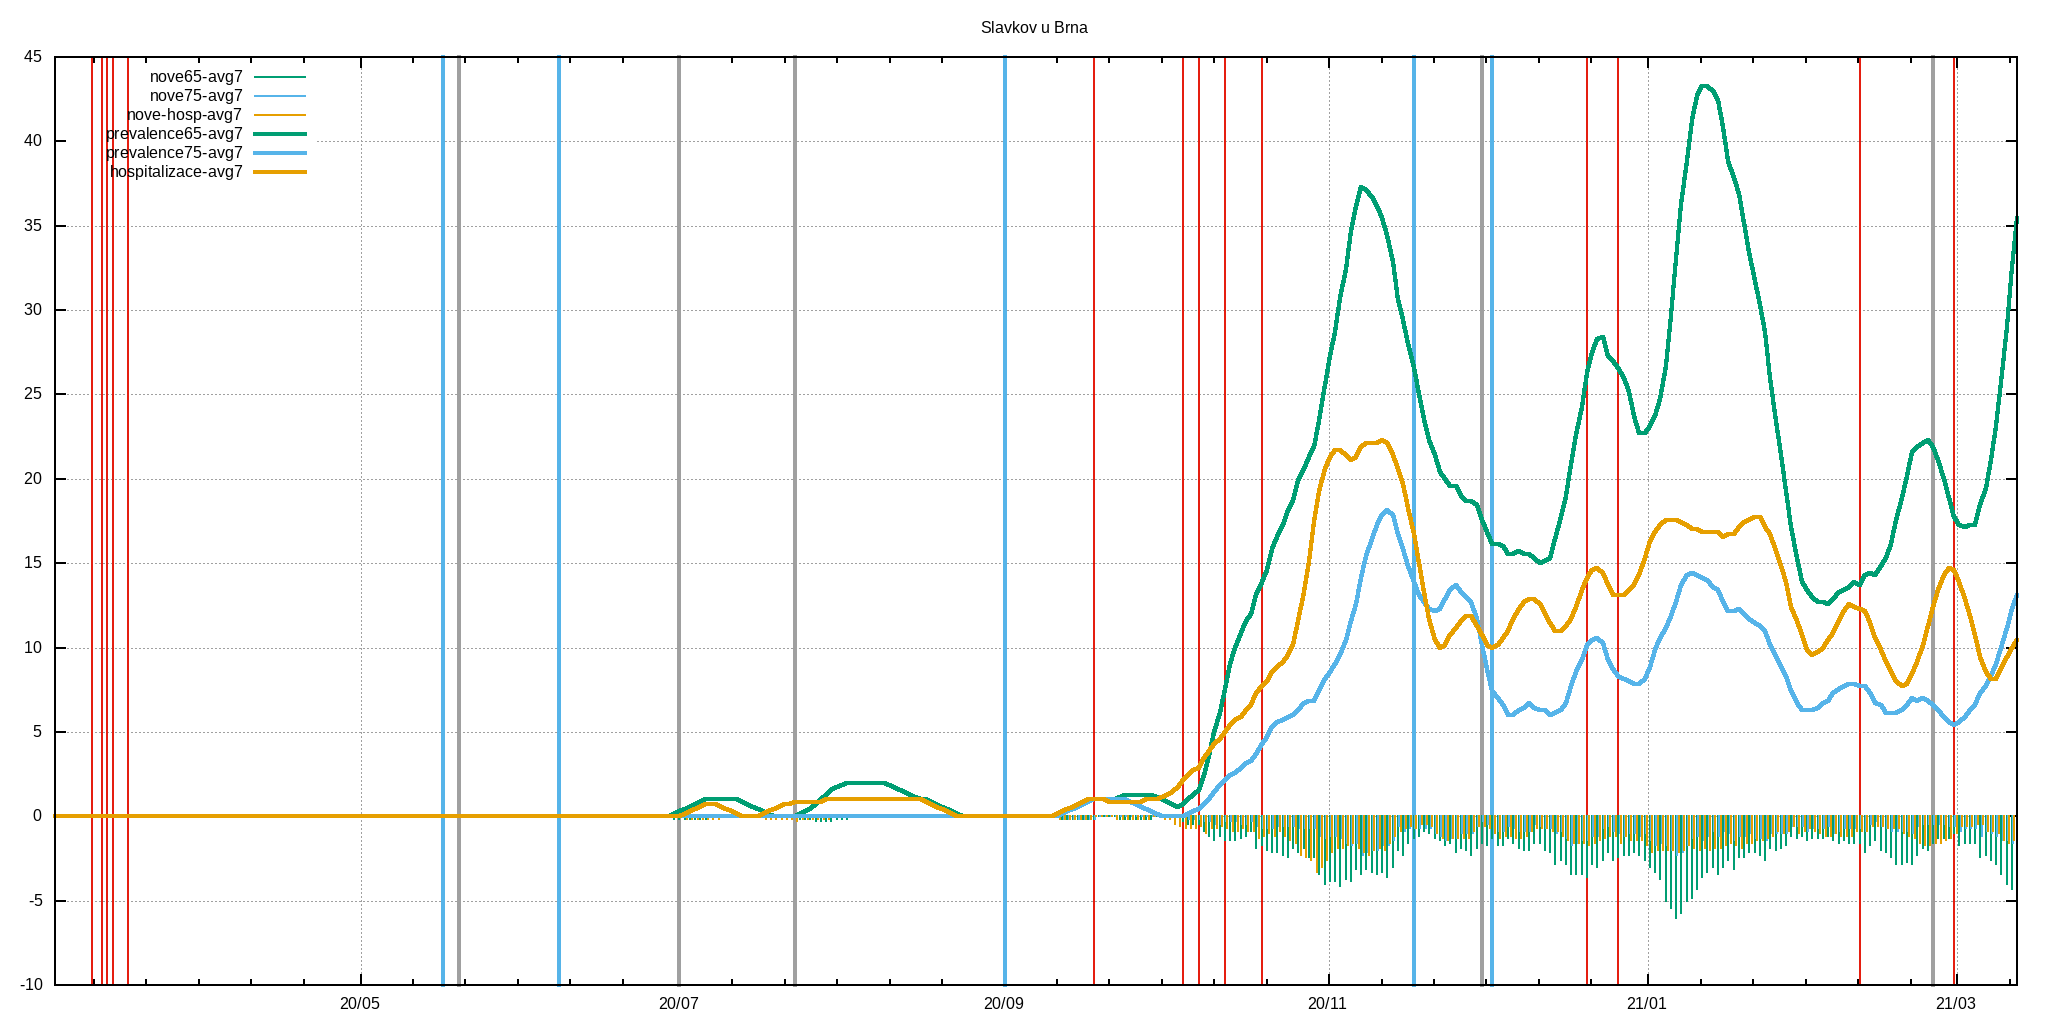 Slavkov u Brna
45
40
35
30
25
20
15
10
5
0
-5
-10
nove65-avg7
nove75-avg7
nove-hosp-avg7
prevalence65-avg7
prevalence75-avg7
hospitalizace-avg7
20/05 20/07 20/09 20/11 21/01 21/03